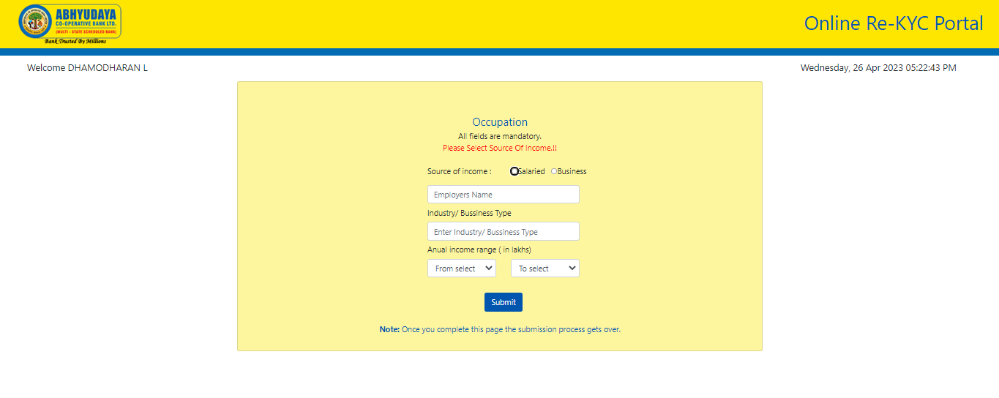 ABHYUDAYA
CO-OPERATIVE BANK LTD.
(MULTI - STATE SCHEDULED BANK)
Bank Trusted By Millions
Online Re-KYC Portal
Welcome DHAMODHARAN L
Wednesday, 26 Apr 2023 05:22:43 PM
Occupation
All fields are mandatory.
Please Select Source Of Income.!!
Source of income : Salaried Business
Employers Name
Industry/ Bussiness Type
Enter Industry/ Bussiness Type
Anual income range ( in lakhs)
From select To select
Submit
Note: Once you complete this page the submission process gets over.